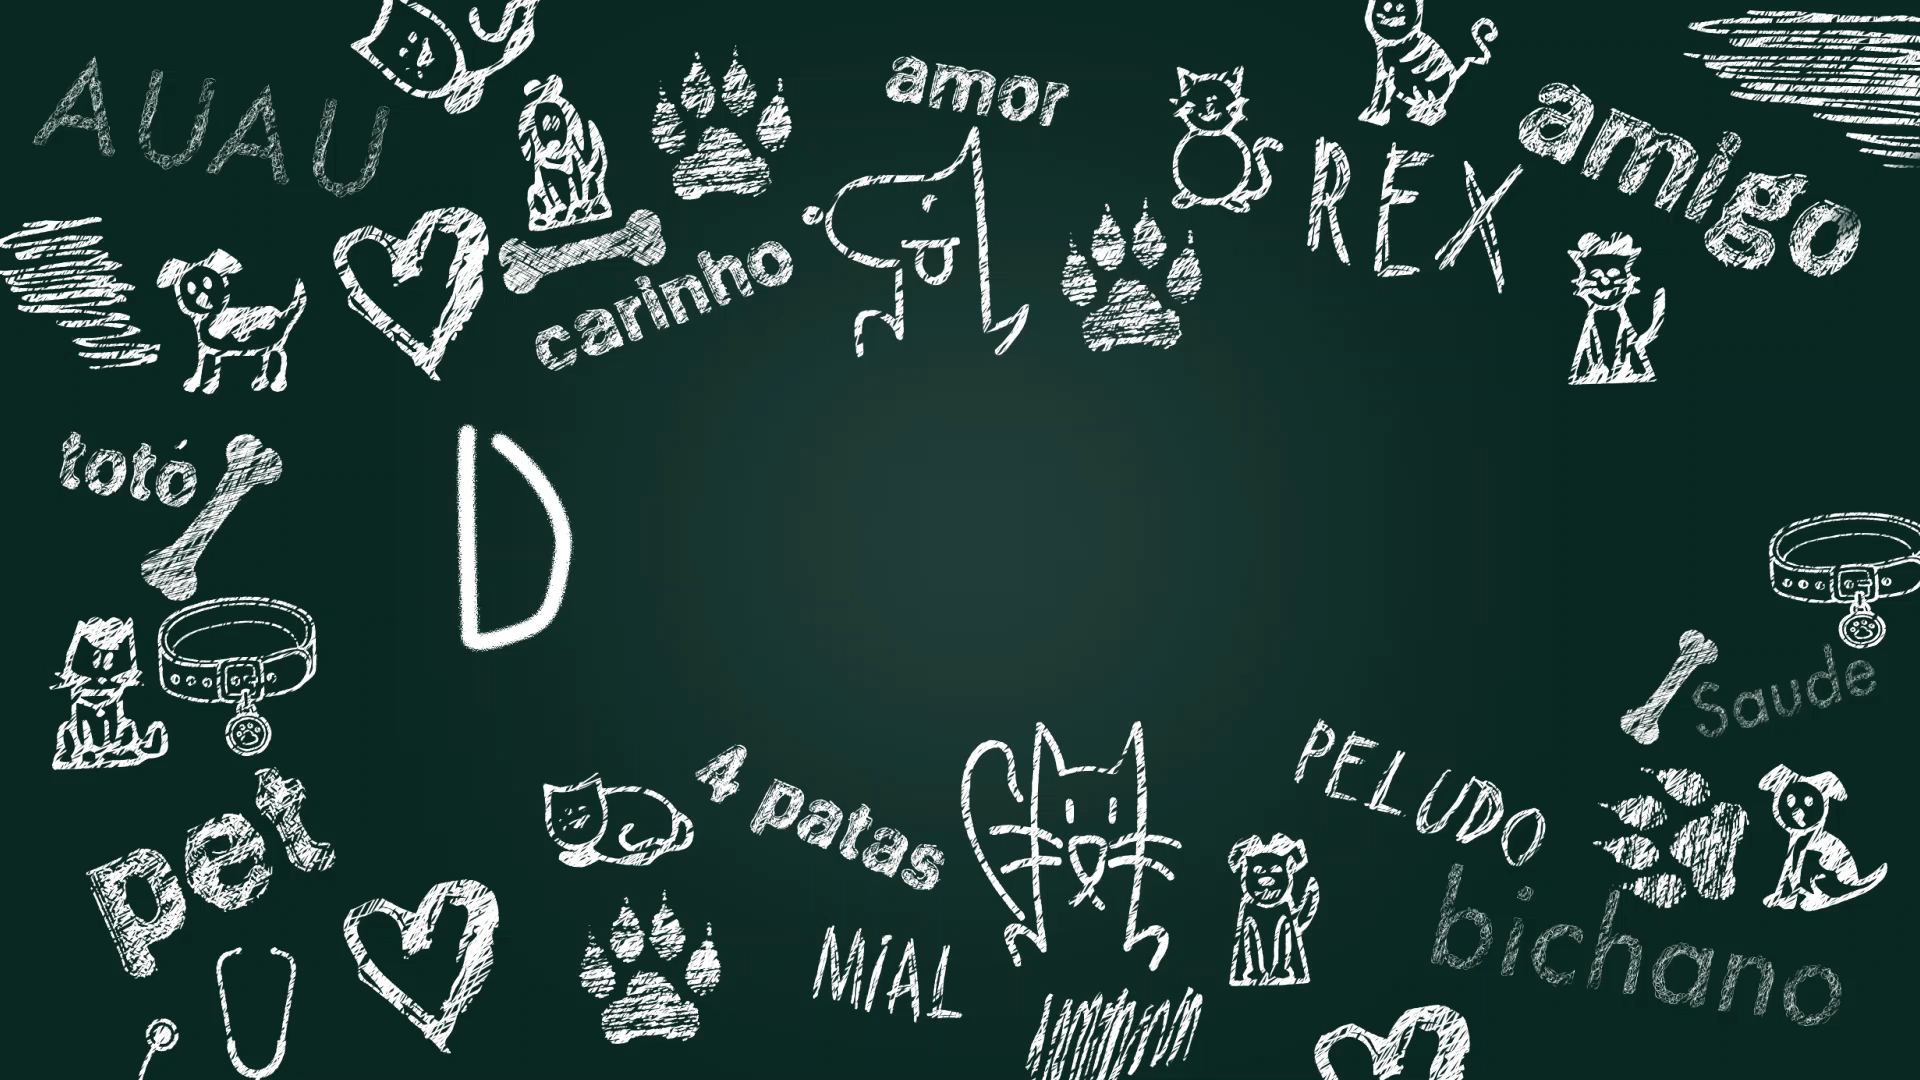 AUAU
amor
amigo
REX
carinho
totó
D
Saude
4 patas
PELUDO
pet
MiAL
bichano